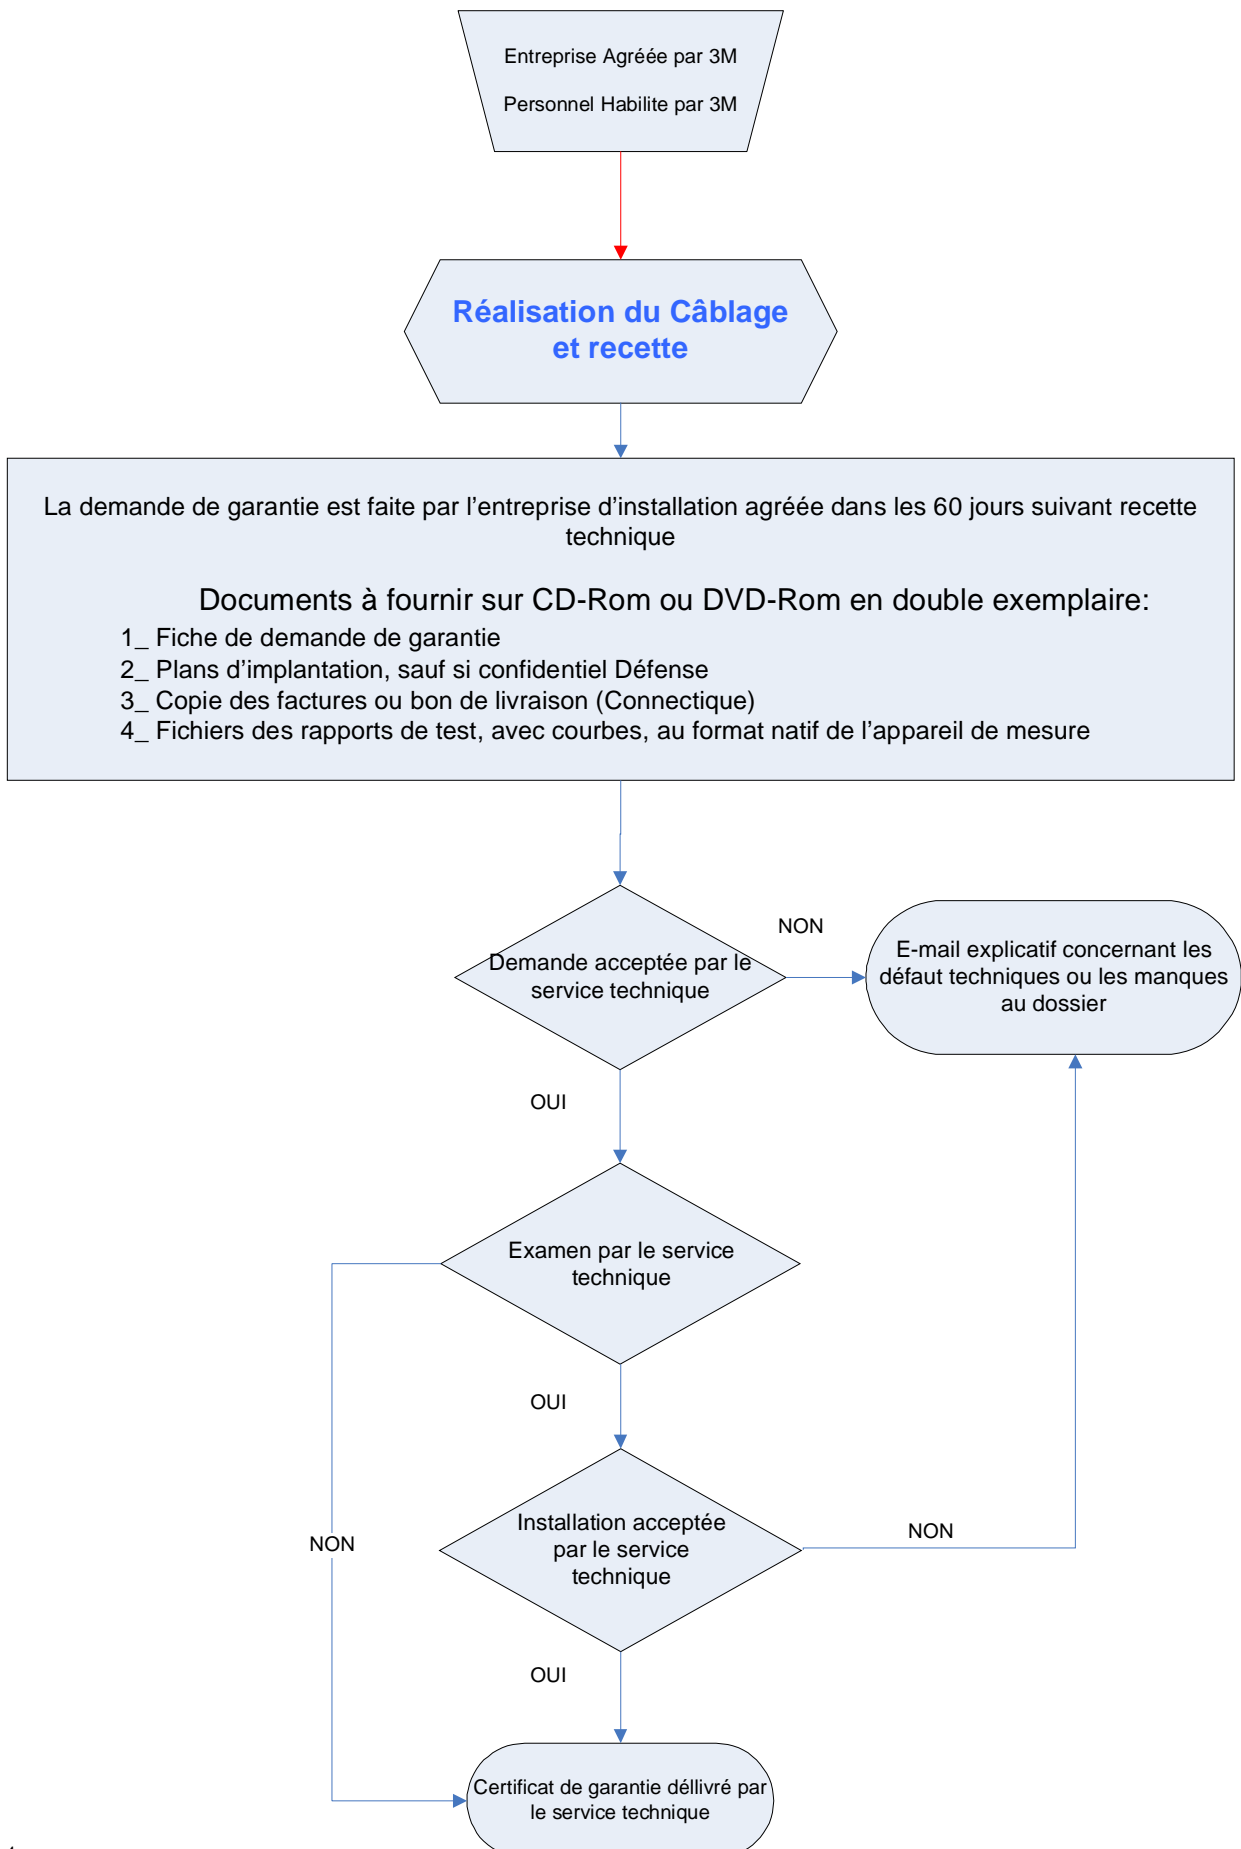 Entreprise Agréée par 3M
Personnel Habilite par 3M
Réalisation du Câblage
et recette
La demande de garantie est faite par l’entreprise d’installation agréée dans les 60 jours suivant recette
technique
Documents à fournir sur CD-Rom ou DVD-Rom en double exemplaire:
1_ Fiche de demande de garantie
2_ Plans d’implantation, sauf si confidentiel Défense
3_ Copie des factures ou bon de livraison (Connectique)
4_ Fichiers des rapports de test, avec courbes, au format natif de l’appareil de mesure
Demande acceptée par le
service technique
NON
E-mail explicatif concernant les
défaut techniques ou les manques
au dossier
OUI
Examen par le service
technique
OUI
NON
Installation acceptée
par le service
technique
NON
OUI
Certificat de garantie déllivré par
le service technique